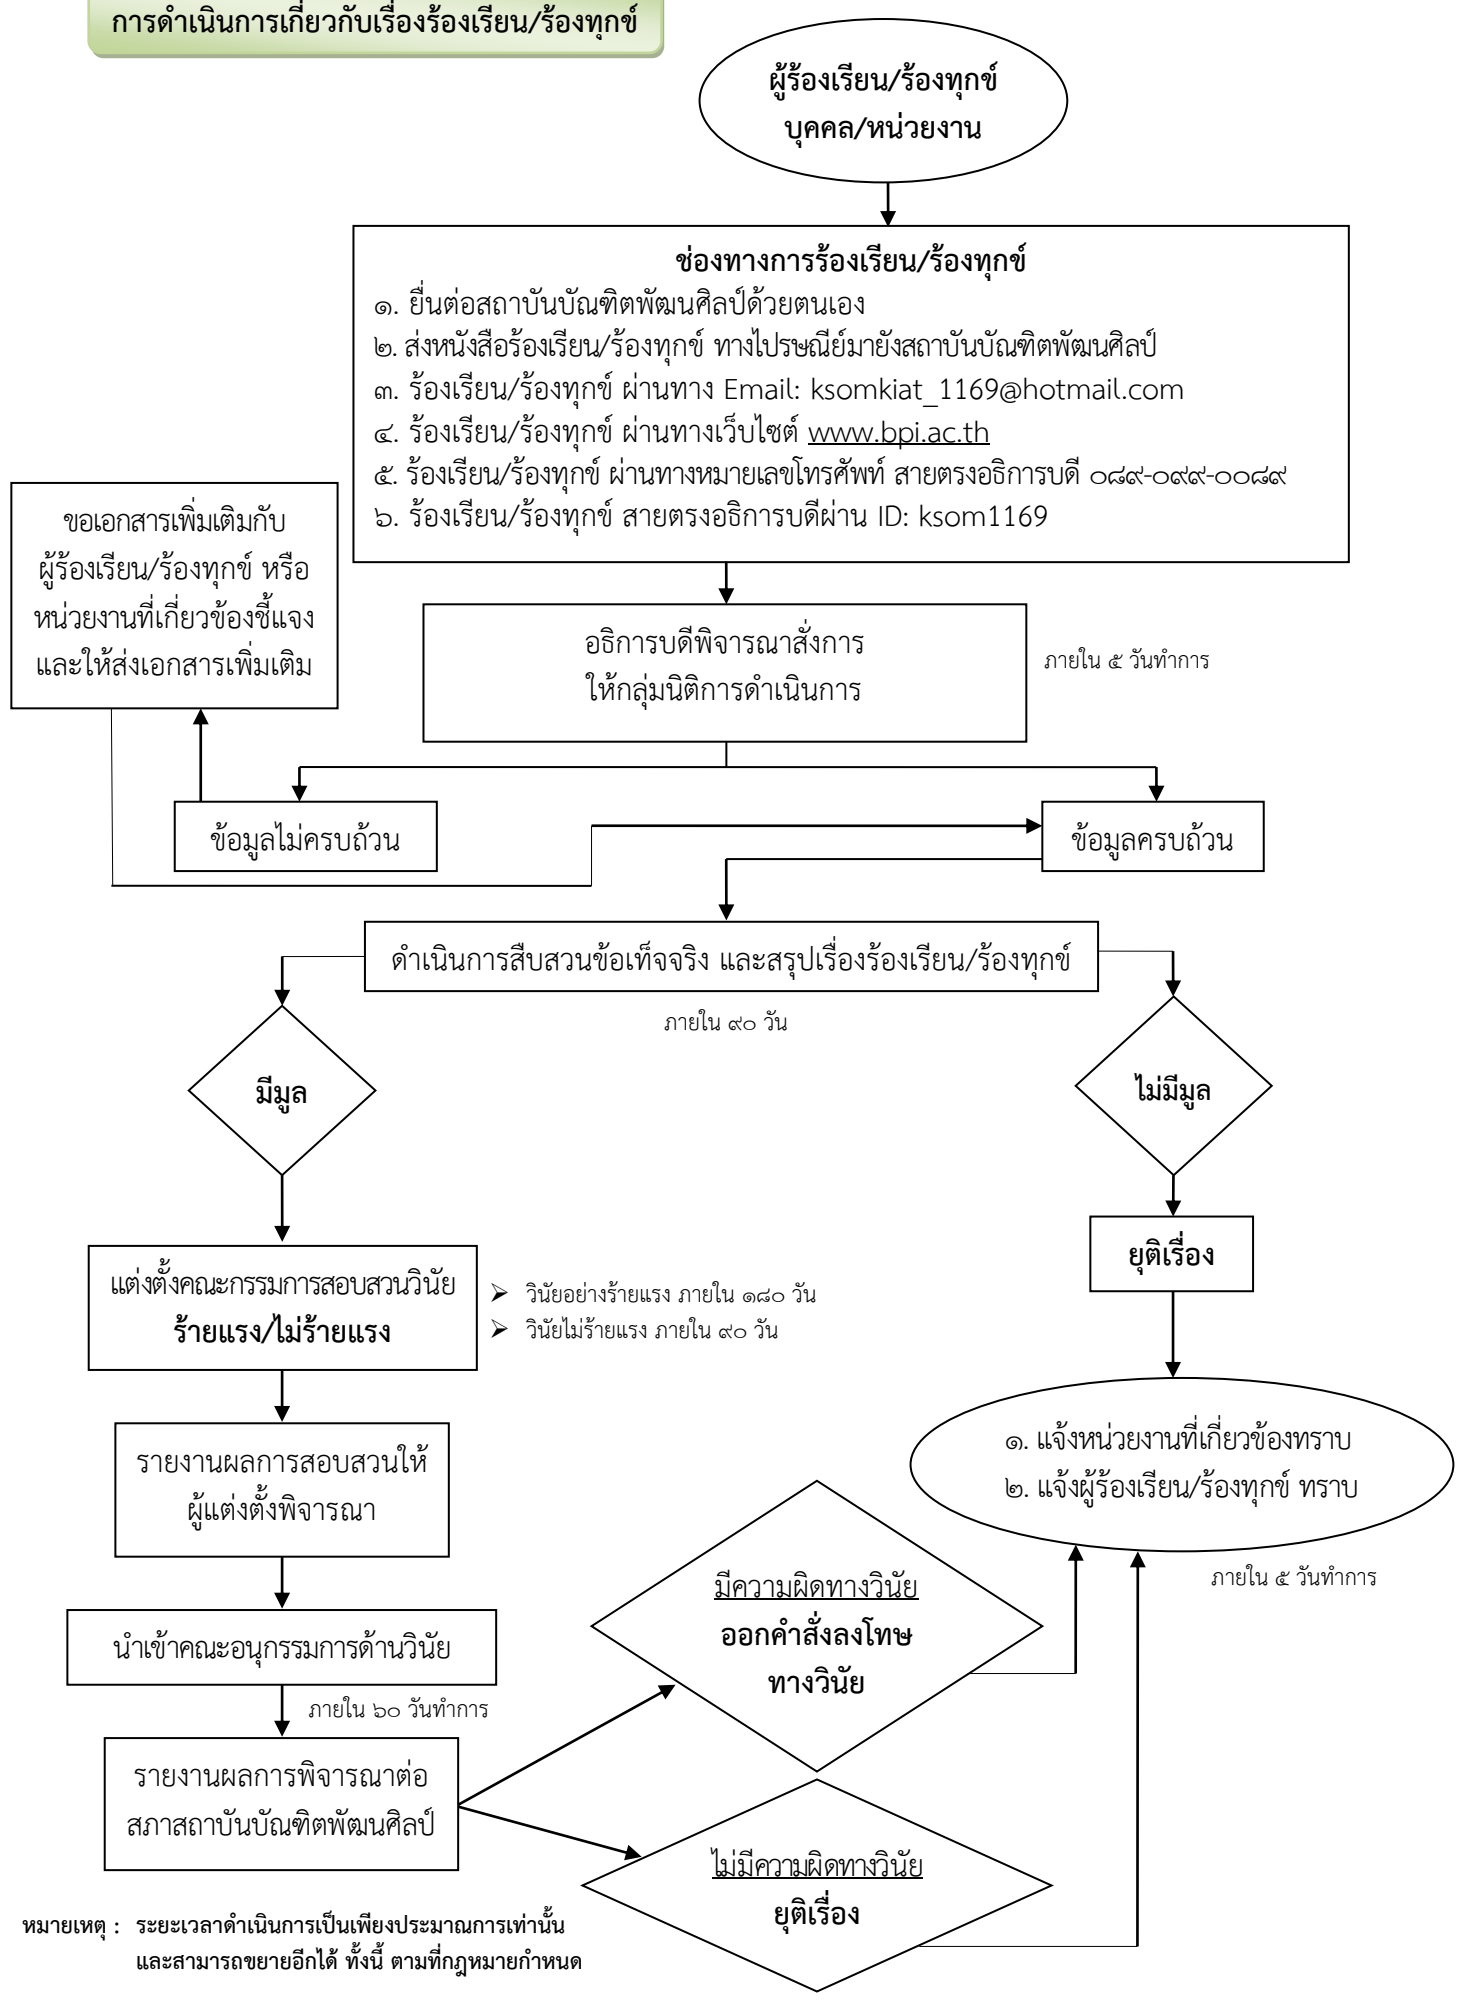 การดำเนินการเกี่ยวกับเรื่องร้องเรียน/ร้องทุกข์
ผู้ร้องเรียน/ร้องทุกข์
บุคคล/หน่วยงาน
ช่องทางการร้องเรียน/ร้องทุกข์
๑. ยื่นต่อสถาบันบัณฑิตพัฒนศิลป์ด้วยตนเอง
๒. ส่งหนังสือร้องเรียน/ร้องทุกข์ ทางไปรษณีย์มายังสถาบันบัณฑิตพัฒนศิลป์
๓. ร้องเรียน/ร้องทุกข์ ผ่านทาง Email: ksomkiat_1169@hotmail.com
๔. ร้องเรียน/ร้องทุกข์ ผ่านทางเว็บไซต์ www.bpi.ac.th
๕. ร้องเรียน/ร้องทุกข์ ผ่านทางหมายเลขโทรศัพท์ สายตรงอธิการบดี ๐๘๙-๐๙๙-๐๐๘๙
๖. ร้องเรียน/ร้องทุกข์ สายตรงอธิการบดีผ่าน ID: ksom1169
ขอเอกสารเพิ่มเติมกับ
ผู้ร้องเรียน/ร้องทุกข์ หรือ
หน่วยงานที่เกี่ยวข้องชี้แจง
และให้ส่งเอกสารเพิ่มเติม
อธิการบดีพิจารณาสั่งการ
ให้กลุ่มนิติการดำเนินการ
ภายใน ๕ วันทำการ
ข้อมูลไม่ครบถ้วน
ข้อมูลครบถ้วน
ดำเนินการสืบสวนข้อเท็จจริง และสรุปเรื่องร้องเรียน/ร้องทุกข์
ภายใน ๙๐ วัน
มีมูล
ไม่มีมูล
แต่งตั้งคณะกรรมการสอบสวนวินัย
ร้ายแรง/ไม่ร้ายแรง
➢ วินัยอย่างร้ายแรง ภายใน ๑๘๐ วัน
➢ วินัยไม่ร้ายแรง ภายใน ๙๐ วัน
ยุติเรื่อง
๑. แจ้งหน่วยงานที่เกี่ยวข้องทราบ
๒. แจ้งผู้ร้องเรียน/ร้องทุกข์ ทราบ
ภายใน ๕ วันทำการ
รายงานผลการสอบสวนให้
ผู้แต่งตั้งพิจารณา
นำเข้าคณะอนุกรรมการด้านวินัย
ภายใน ๖๐ วันทำการ
รายงานผลการพิจารณาต่อ
สภาสถาบันบัณฑิตพัฒนศิลป์
มีความผิดทางวินัย
ออกคำสั่งลงโทษ
ทางวินัย
ไม่มีความผิดทางวินัย
ยุติเรื่อง
หมายเหตุ : ระยะเวลาดำเนินการเป็นเพียงประมาณการเท่านั้น
และสามารถขยายอีกได้ ทั้งนี้ ตามที่กฎหมายกำหนด